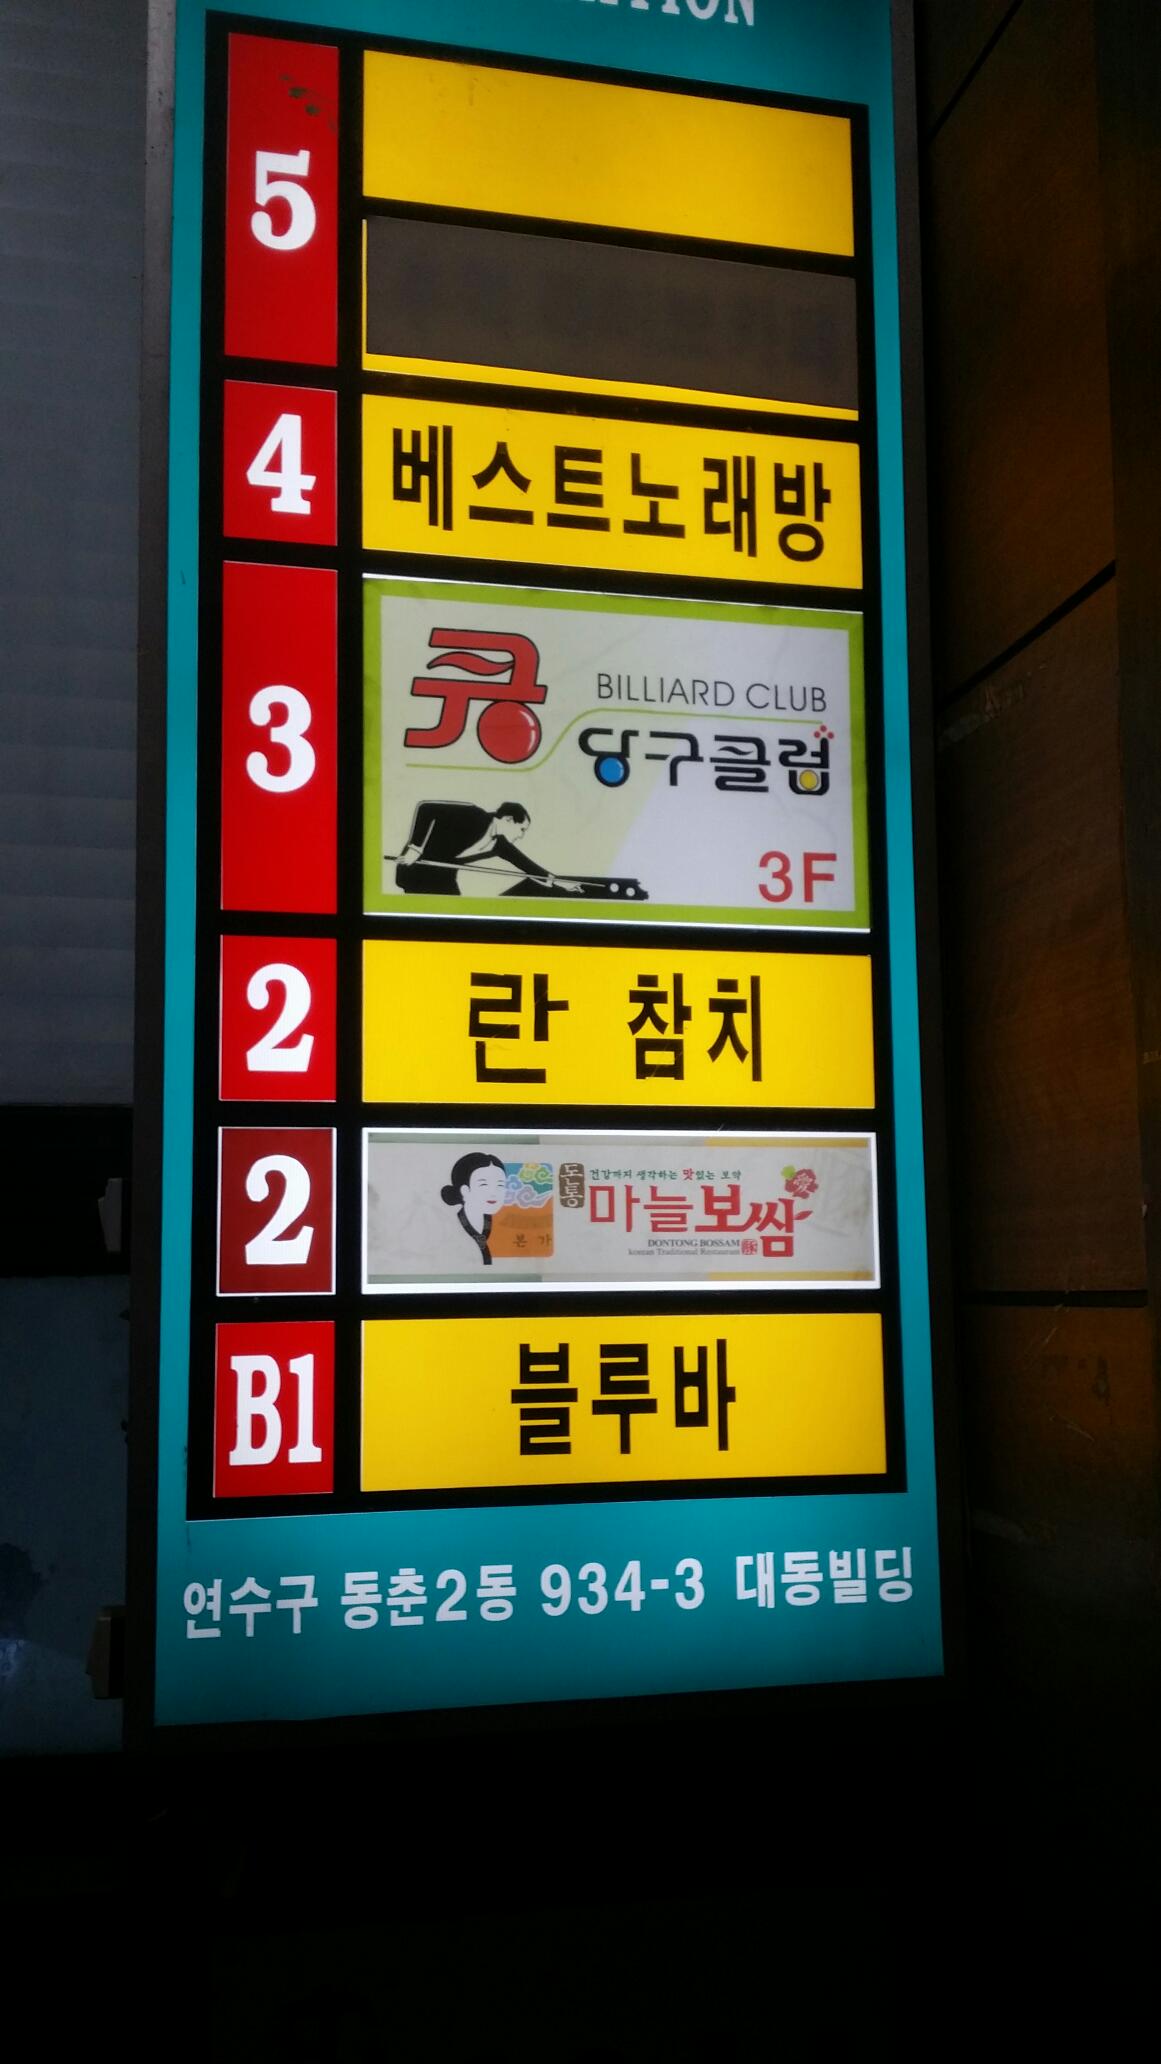 5
4
베스트노래방
3
쿵
BILLIARD CLUB
당구클럽
3F
2
란 참치
2
돈통
건강까지 생각하는 맛있는 보약
마늘보쌈
DONTONG BOSSAM
korean Traditional Restaurant
본가
B1
블루바
연수구 동춘2동 934-3 대동빌딩